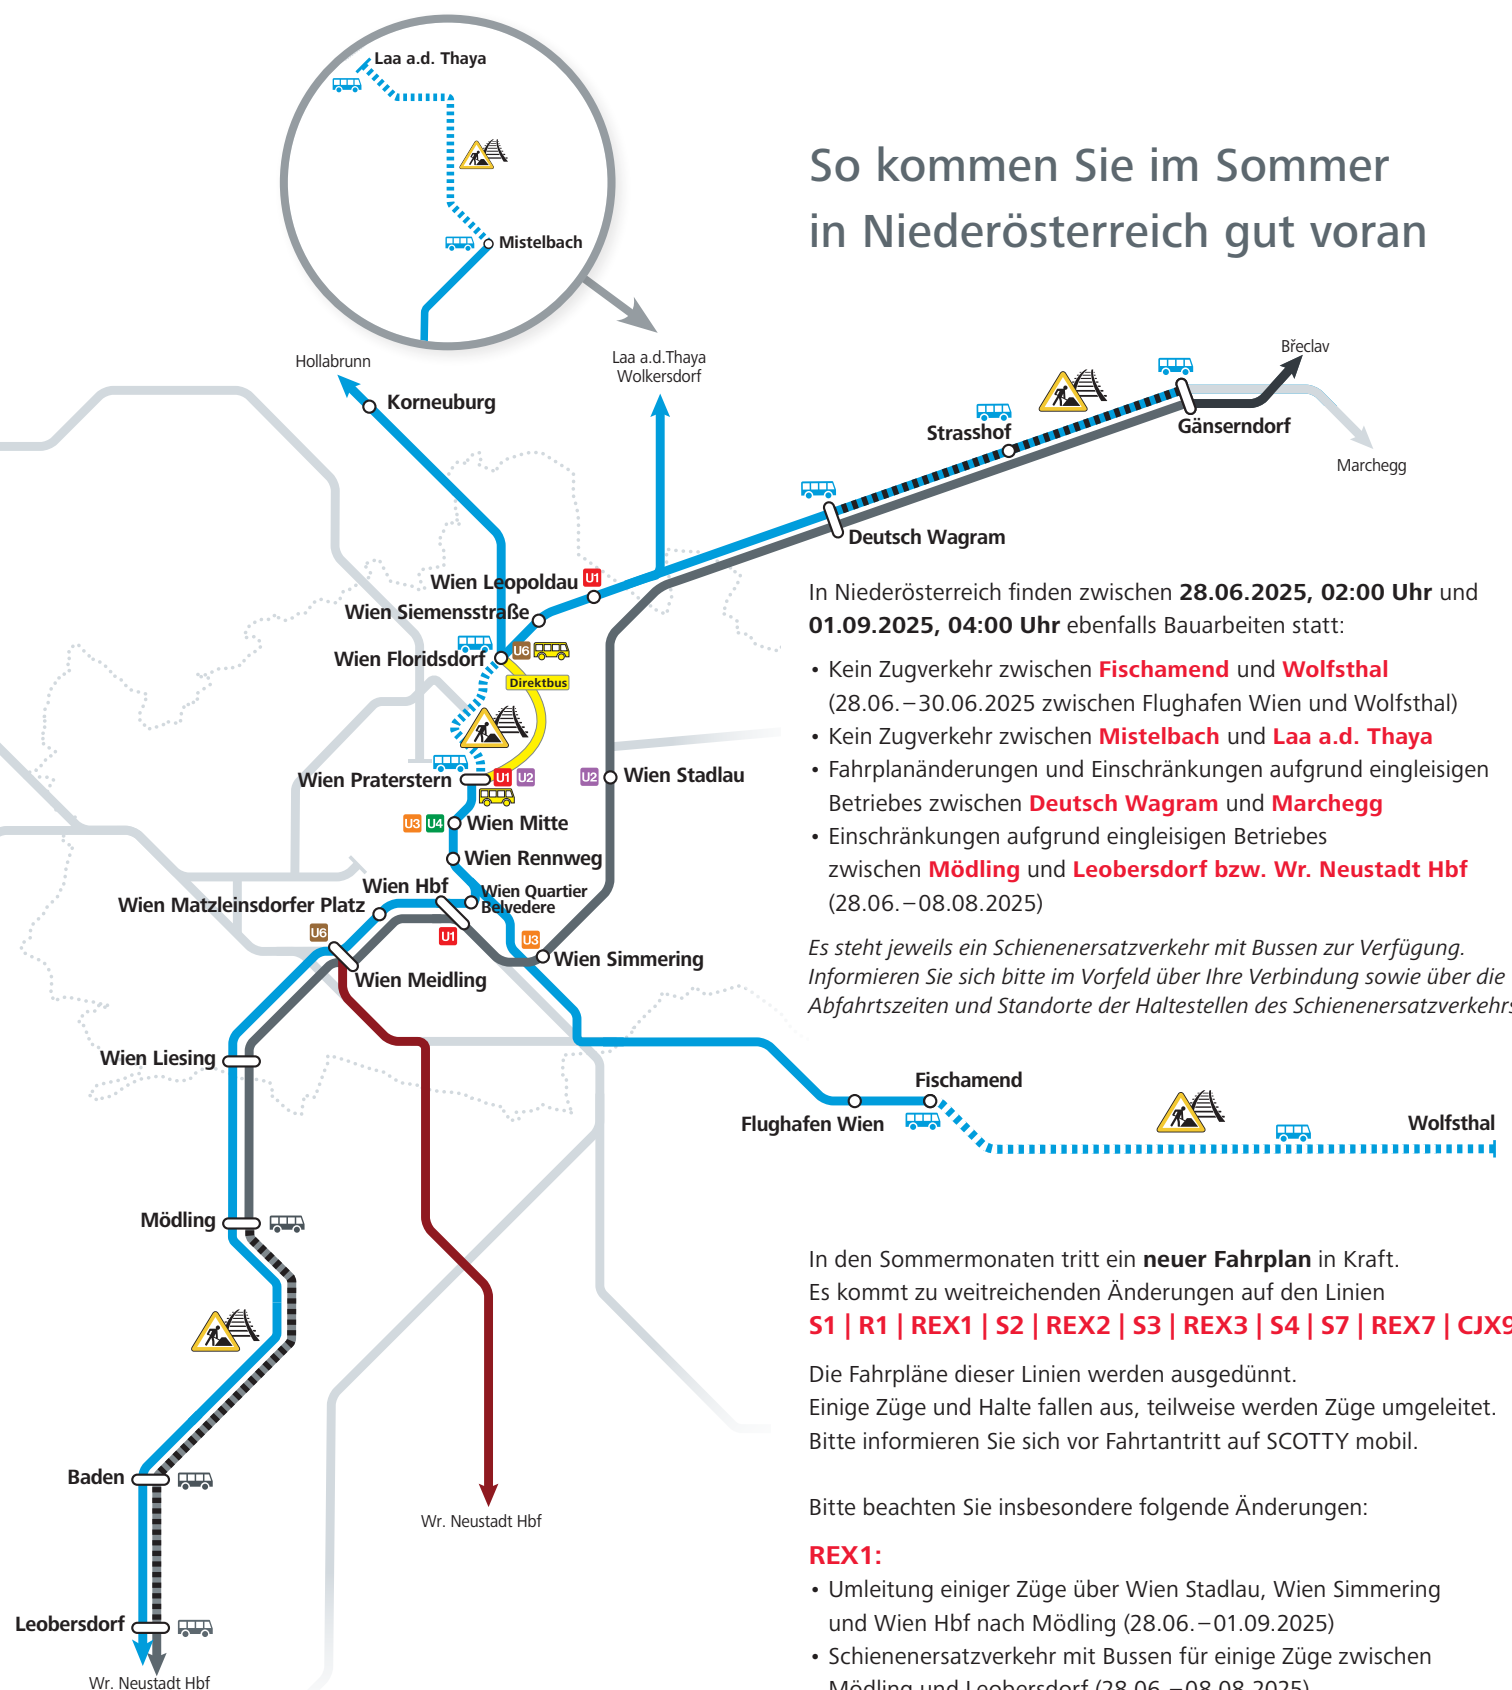 Laa a.d. Thaya
Mistelbach
So kommen Sie im Sommer
in Niederösterreich gut voran
Hollabrunn
Laa a.d.Thaya
Wolkersdorf
Břeclav
Korneuburg
Strasshof
Gänserndorf
Marchegg
Deutsch Wagram
Wien Leopoldau U1
Wien Siemensstraße
Wien Floridsdorf U6
Direktbus
Wien Praterstern U1 U2
U2 Wien Stadlau
U3 U4 Wien Mitte
Wien Rennweg
Wien Hbf
Wien Quartier
Belvedere
Wien Matzleinsdorfer Platz
U6
U1
U3
Wien Simmering
Wien Meidling
Wien Liesing
Mödling
Baden
Leobersdorf
Wr. Neustadt Hbf
Wr. Neustadt Hbf
In Niederösterreich finden zwischen 28.06.2025, 02:00 Uhr und
01.09.2025, 04:00 Uhr ebenfalls Bauarbeiten statt:
• Kein Zugverkehr zwischen Fischamend und Wolfsthal
(28.06.–30.06.2025 zwischen Flughafen Wien und Wolfsthal)
• Kein Zugverkehr zwischen Mistelbach und Laa a.d. Thaya
• Fahrplanänderungen und Einschränkungen aufgrund eingleisigen
Betriebes zwischen Deutsch Wagram und Marchegg
• Einschränkungen aufgrund eingleisigen Betriebes
zwischen Mödling und Leobersdorf bzw. Wr. Neustadt Hbf
(28.06.–08.08.2025)
Es steht jeweils ein Schienenersatzverkehr mit Bussen zur Verfügung.
Informieren Sie sich bitte im Vorfeld über Ihre Verbindung sowie über die
Abfahrtszeiten und Standorte der Haltestellen des Schienenersatzverkehrs
Fischamend
Flughafen Wien
Wolfsthal
In den Sommermonaten tritt ein neuer Fahrplan in Kraft.
Es kommt zu weitreichenden Änderungen auf den Linien
S1 | R1 | REX1 | S2 | REX2 | S3 | REX3 | S4 | S7 | REX7 | CJX9
Die Fahrpläne dieser Linien werden ausgedünnt.
Einige Züge und Halte fallen aus, teilweise werden Züge umgeleitet.
Bitte informieren Sie sich vor Fahrtantritt auf SCOTTY mobil.
Bitte beachten Sie insbesondere folgende Änderungen:
REX1:
• Umleitung einiger Züge über Wien Stadlau, Wien Simmering
und Wien Hbf nach Mödling (28.06.–01.09.2025)
• Schienenersatzverkehr mit Bussen für einige Züge zwischen
Mödling und Leobersdorf (28.06.–08.08.2025)